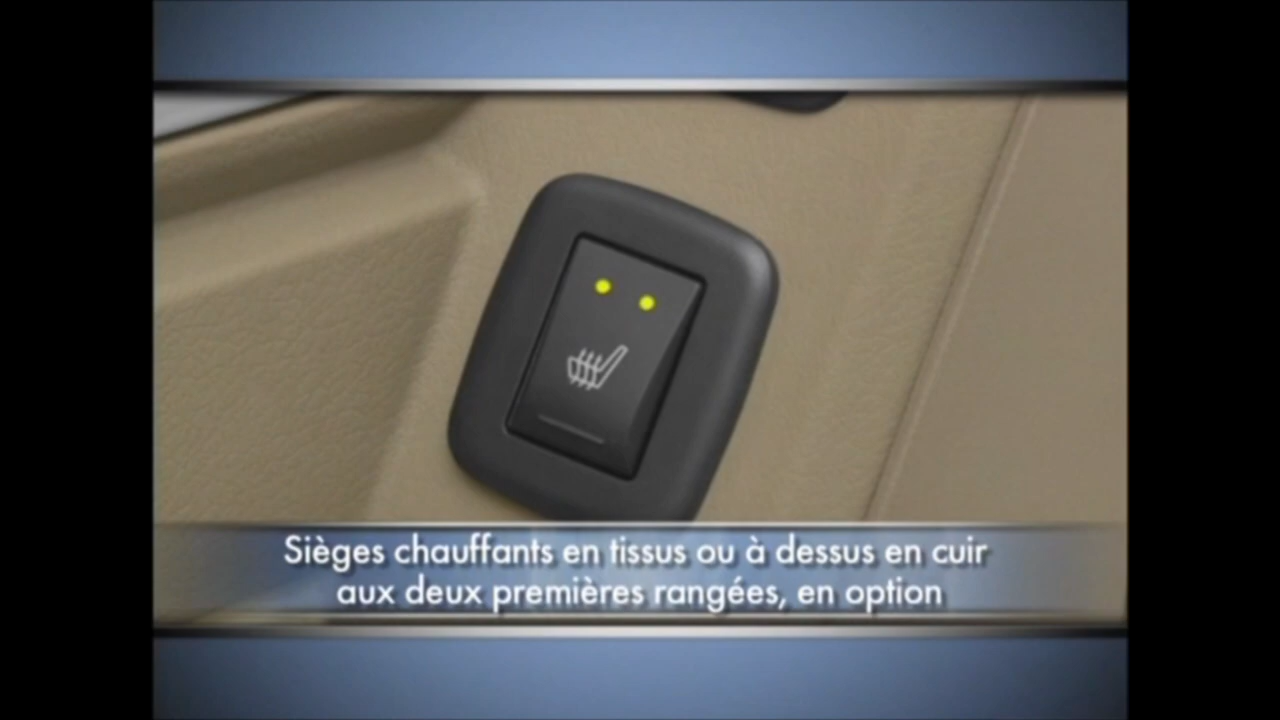 Sièges chauffants en tissus ou à dessus en cuir
aux deux premières rangées, en option